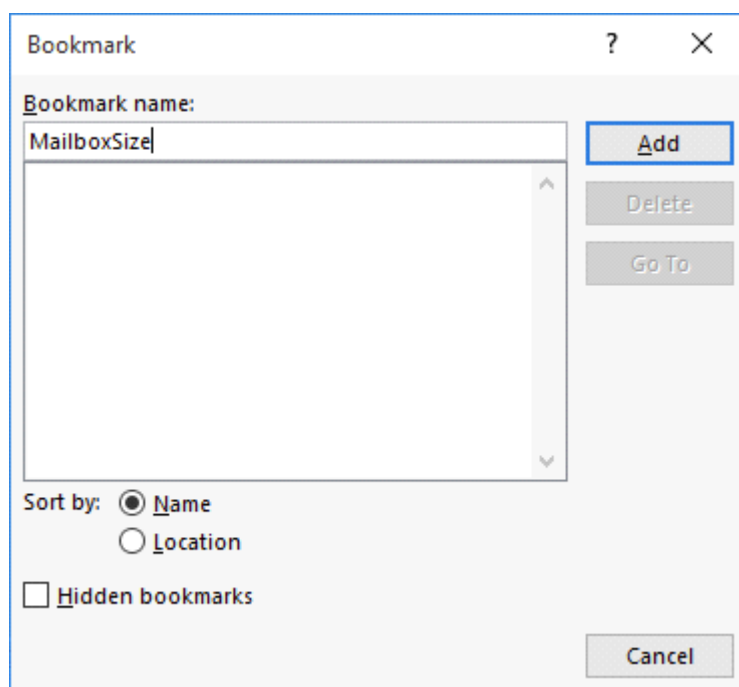 Bookmark ?
Bookmark name:
MailboxSize
Add
Delete
Go To
Sort by: Name
Location
Hidden bookmarks
Cancel